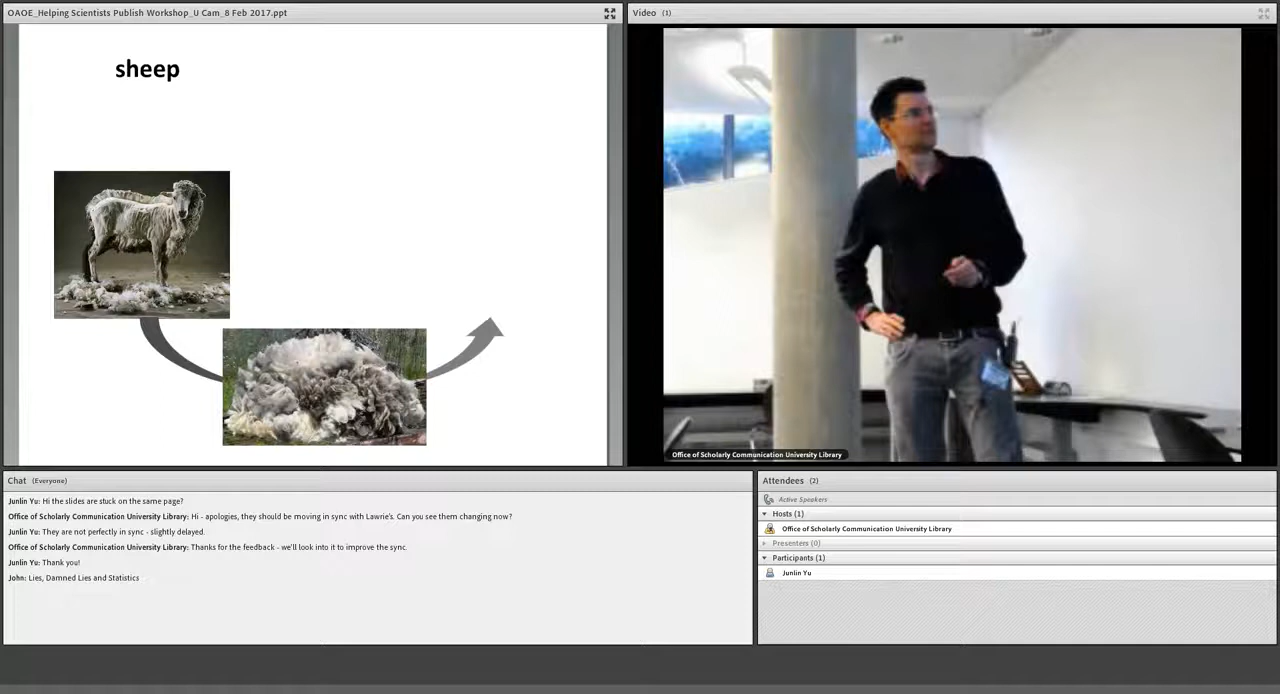 OAOE_Helping Scientists Publish Workshop_U Cam_8 Feb 2017.ppt
sheep
Video (1)
Office of Scholarly Communication University Library
Chat (Everyone)
Junlin Yu: Hi the slides are stuck on the same page?
Office of Scholarly Communication University Library: Hi - apologies, they should be moving in sync with Lawrie's. Can you see them changing now?
Junlin Yu: They are not perfectly in sync - slightly delayed.
Office of Scholarly Communication University Library: Thanks for the feedback - we'll look into it to improve the sync.
Junlin Yu: Thank you!
John: Lies, Damned Lies and Statistics
Attendees (2)
Active Speakers
Hosts (1)
Office of Scholarly Communication University Library
Presenters (0)
Participants (1)
Junlin Yu